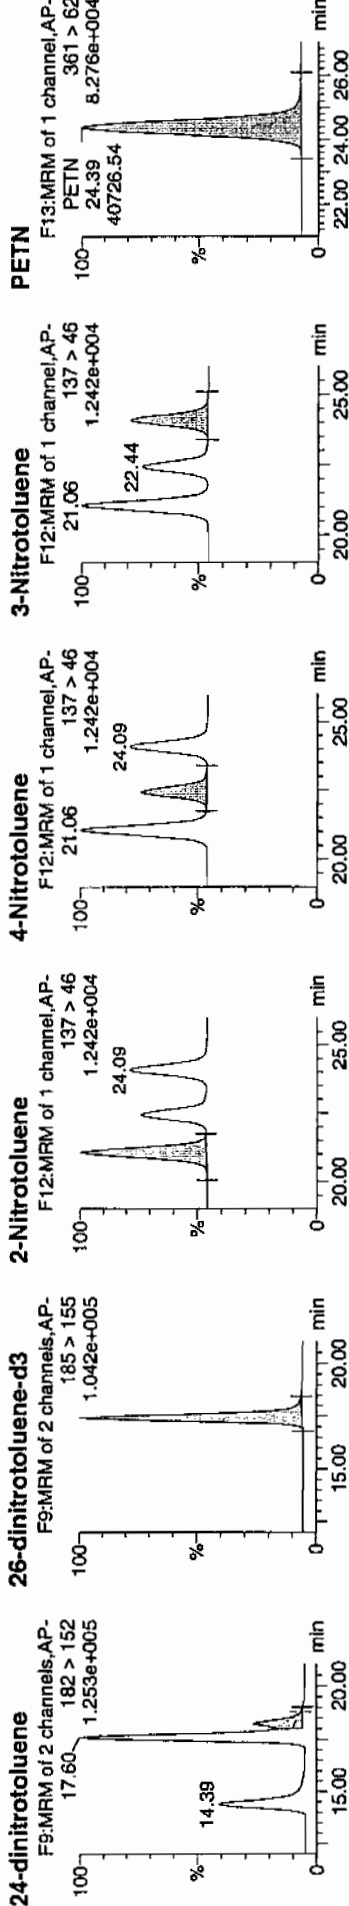 24-dinitrotoluene
F9:MRM of 2 channels,AP-
17.60
182 > 152
1.253e+005
14.39
100
%
0
15.00
20.00
min
26-dinitrotoluene-d3
F9:MRM of 2 channels,AP-
185 > 155
1.042e+005
100
%
0
15.00
20.00
min
2-Nitrotoluene
F12:MRM of 1 channel,AP-
137 > 46
1.242e+004
24.09
100
%
0
20.00
25.00
min
4-Nitrotoluene
F12:MRM of 1 channel,AP-
21.06
137 > 46
1.242e+004
24.09
100
%
0
20.00
25.00
min
3-Nitrotoluene
F12:MRM of 1 channel,AP-
21.06
137 > 46
1.242e+004
22.44
100
%
0
20.00
25.00
min
PETN
F13:MRM of 1 channel,AP-
PETN
361 > 62
24.39
8.276e+004
40726.54
100
%
0
22.00
24.00
26.00
min